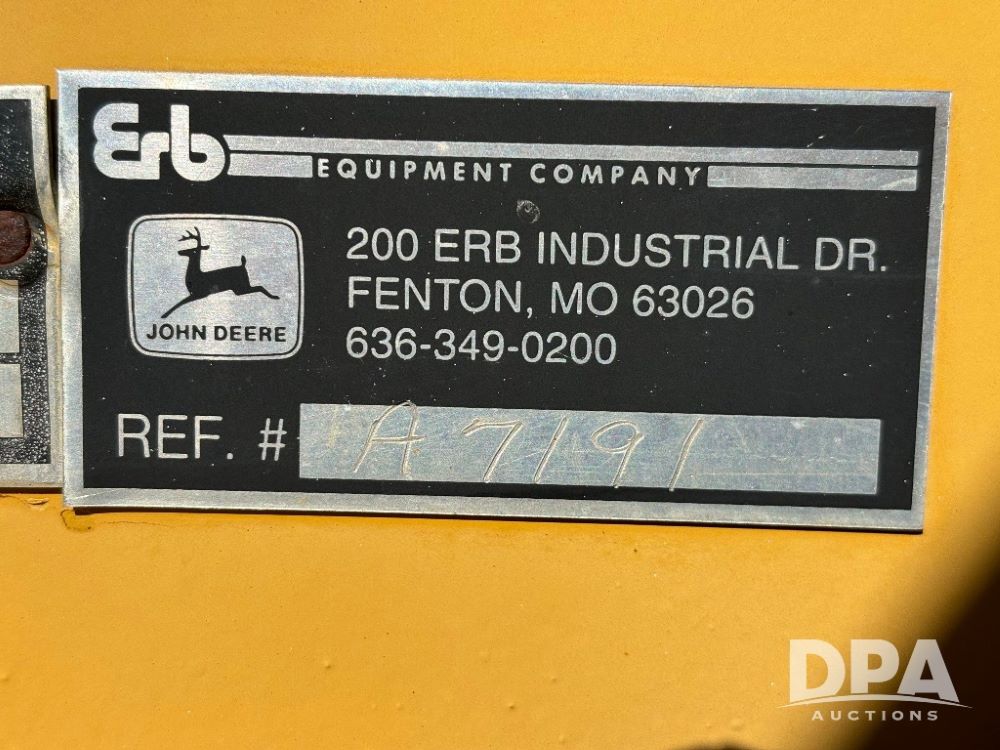 Erb
EQUIPMENT COMPANY
200 ERB INDUSTRIAL DR.
FENTON, MO 63026
636-349-0200
JOHN DEERE
REF. # A7191
DPA
AUCTIONS